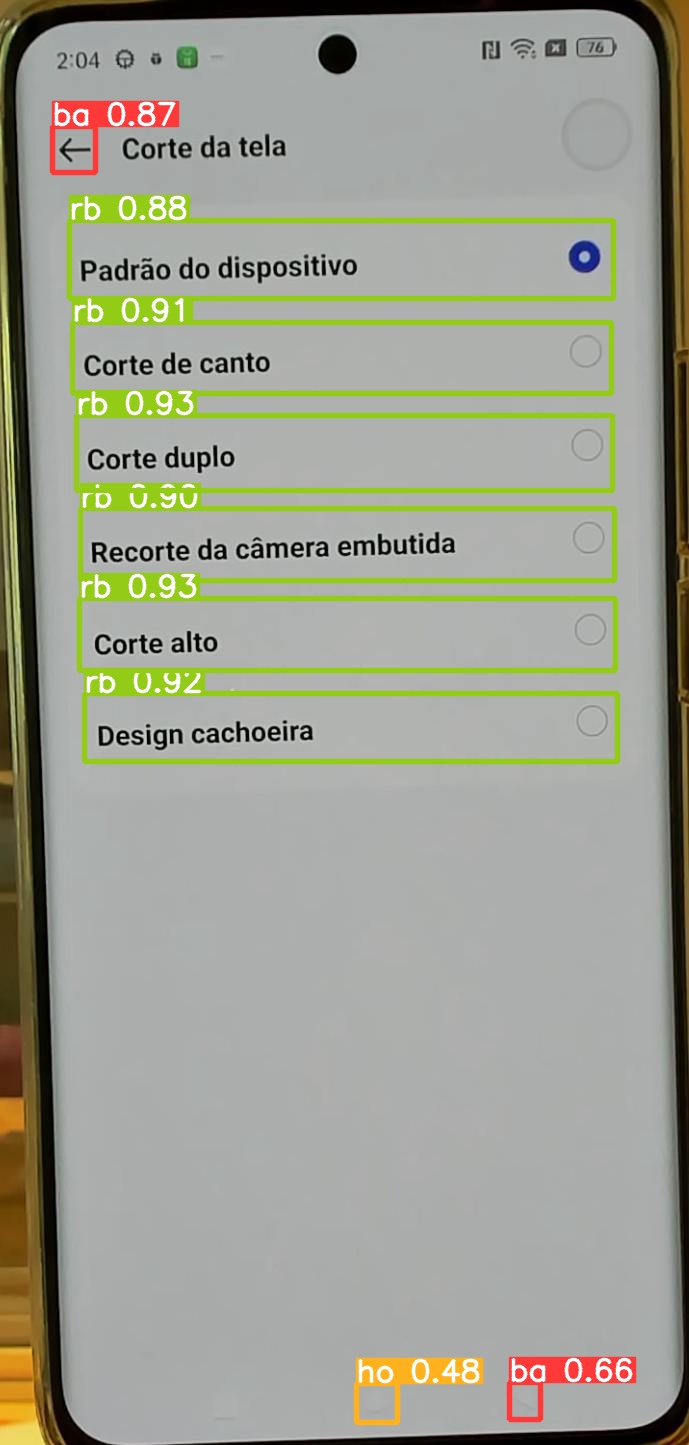 2:04
76
ba 0.87
Corte da tela
rb 0.88
Padrão do dispositivo
rb 0.91
Corte de canto
rb 0.93
Corte duplo
rb 0.90
Recorte da câmera embutida
rb 0.93
Corte alto
rb 0.92
Design cachoeira
ho 0.48
ba 0.66